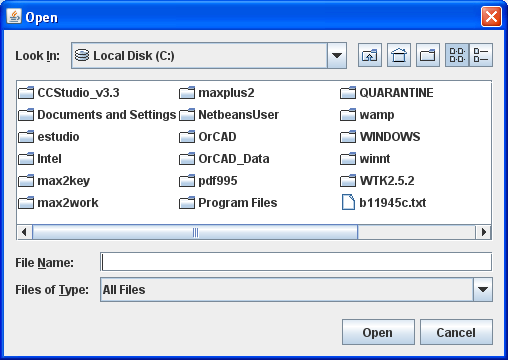 Open
Look In: Local Disk (C:)
CCStudio_v3.3 maxplus2 QUARANTINE
Documents and Settings NetbeansUser wamp
estudio OrCAD WINDOWS
Intel OrCAD_Data winnt
max2key pdf995 WTK2.5.2
max2work Program Files b11945c.txt
File Name:
Files of Type: All Files
Open Cancel